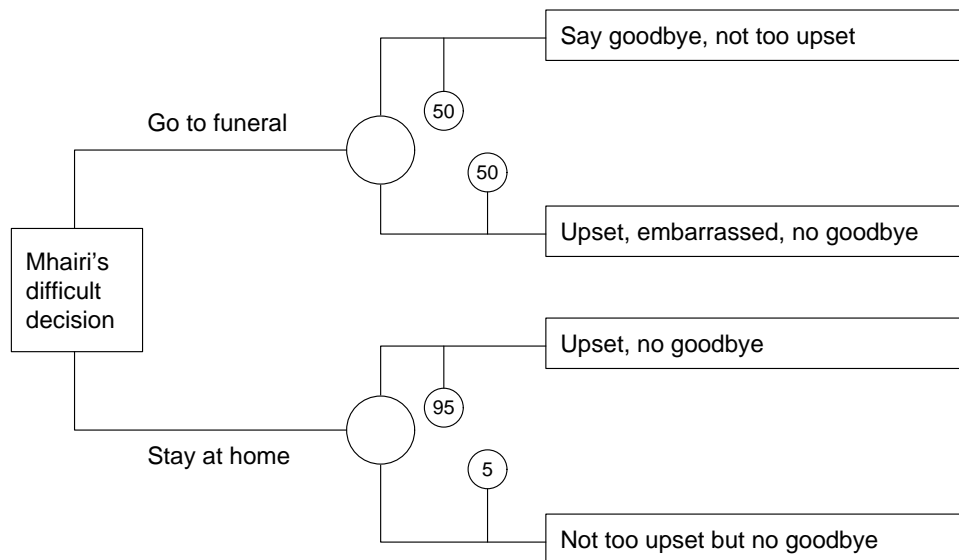 Say goodbye, not too upset
50
Go to funeral
50
Upset, embarrassed, no goodbye
Mhairi’s
difficult
decision
Upset, no goodbye
95
Stay at home
5
Not too upset but no goodbye